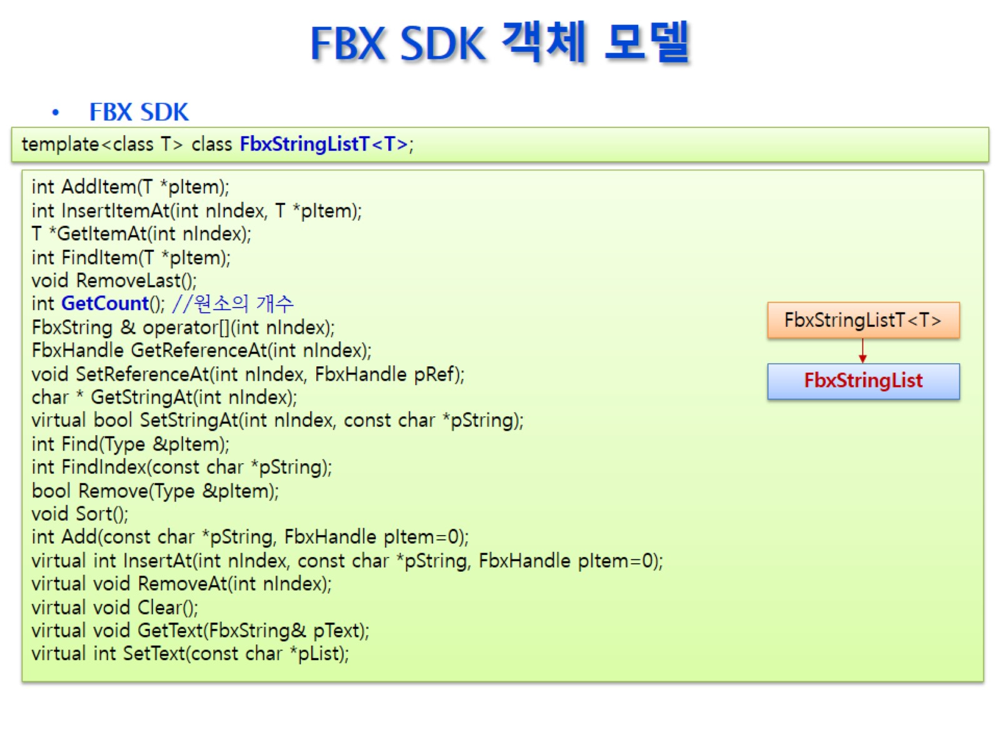 FBX SDK 객체 모델
• FBX SDK
template<class T> class FbxStringListT<T>;
int AddItem(T *pItem);
int InsertItemAt(int nIndex, T *pItem);
T *GetItemAt(int nIndex);
int FindItem(T *pItem);
void RemoveLast();
int GetCount(); //원소의 개수
FbxString & operator[](int nIndex);
FbxHandle GetReferenceAt(int nIndex);
void SetReferenceAt(int nIndex, FbxHandle pRef);
char * GetStringAt(int nIndex);
virtual bool SetStringAt(int nIndex, const char *pString);
int Find(Type &pItem);
int FindIndex(const char *pString);
bool Remove(Type &pItem);
void Sort();
int Add(const char *pString, FbxHandle pItem=0);
virtual int InsertAt(int nIndex, const char *pString, FbxHandle pItem=0);
virtual void RemoveAt(int nIndex);
virtual void Clear();
virtual void GetText(FbxString& pText);
virtual int SetText(const char *pList);
FbxStringListT<T>
FbxStringList